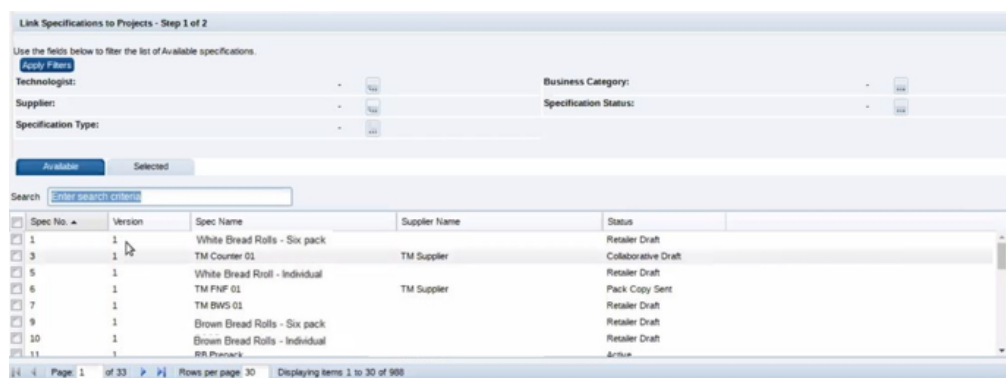 Link Specifications to Projects - Step 1 of 2
Use the fields below to filter the list of Available specifications.
Apply Filters
Technologist: - ... Business Category: - ...
Supplier: - ... Specification Status: - ...
Specification Type: - ...
Available Selected
Search Enter search criteria
Spec No. Version Spec Name Supplier Name Status
1 1 White Bread Rolls - Six pack Retailer Draft
3 1 TM Counter 01 TM Supplier Collaborative Draft
5 1 White Bread Rroll - Individual Retailer Draft
6 1 TM FNF 01 TM Supplier Pack Copy Sent
7 1 TM BWS 01 Retailer Draft
9 1 Brown Bread Rolls - Six pack Retailer Draft
10 1 Brown Bread Rolls - Individual Retailer Draft
11 1 RB Prepack Active
Page 1 of 33 Rows per page 30 Displaying items 1 to 30 of 988